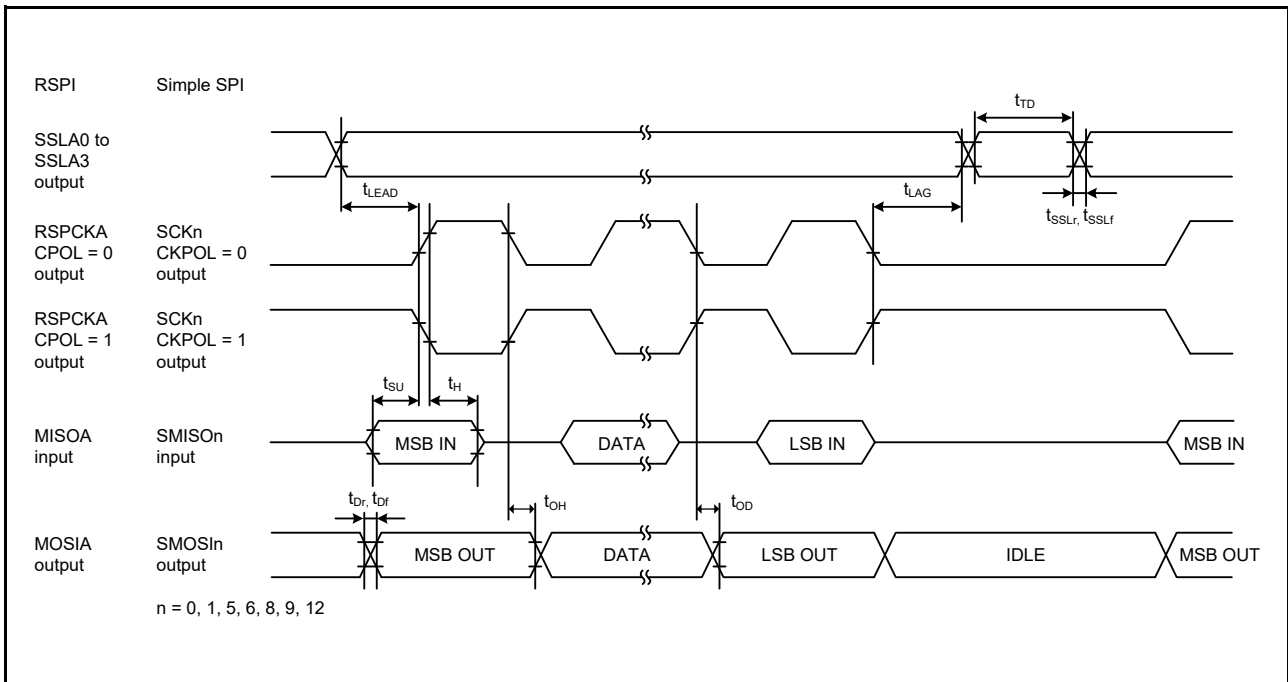 RSPI Simple SPI
SSLA0 to
SSLA3
output
tTD
tLEAD
tLAG
tSSLr, tSSLf
RSPCKA SCKn
CPOL = 0 CKPOL = 0
output output
RSPCKA SCKn
CPOL = 1 CKPOL = 1
output output
tSU tH
MISOA SMISOn
input input
MSB IN DATA LSB IN MSB IN
tDr, tDf tOH tOD
MOSIA SMOSIn
output output
MSB OUT DATA LSB OUT IDLE MSB OUT
n = 0, 1, 5, 6, 8, 9, 12